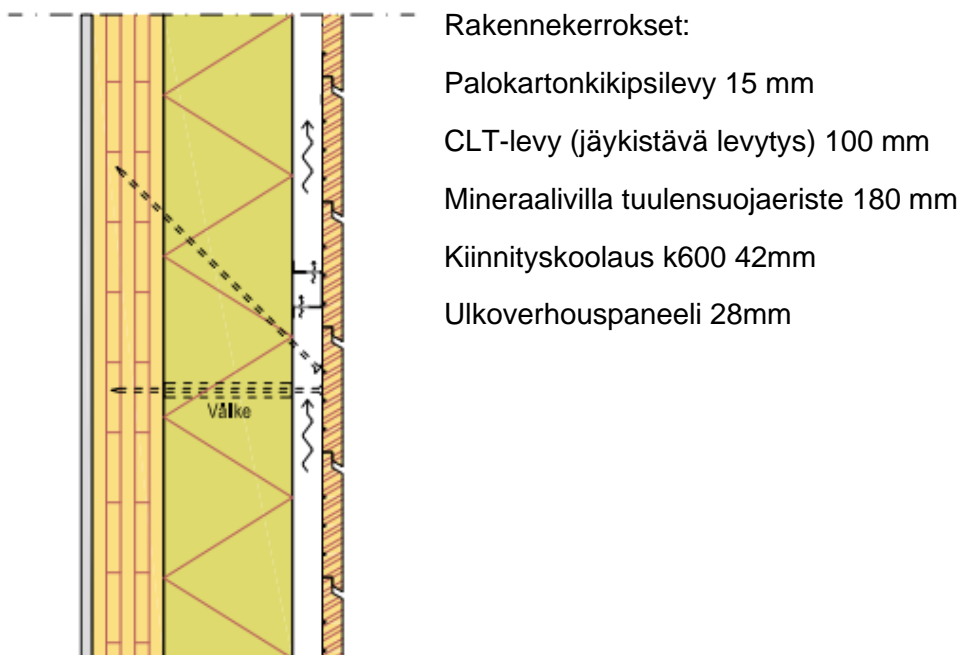 Rakennekerrokset:
Palokartonkikipsilevy 15 mm
CLT-levy (jäykistävä levytys) 100 mm
Mineraalivilla tuulensuojaeriste 180 mm
Kiinnityskoolaus k600 42mm
Ulkoverhouspaneeli 28mm
Välke